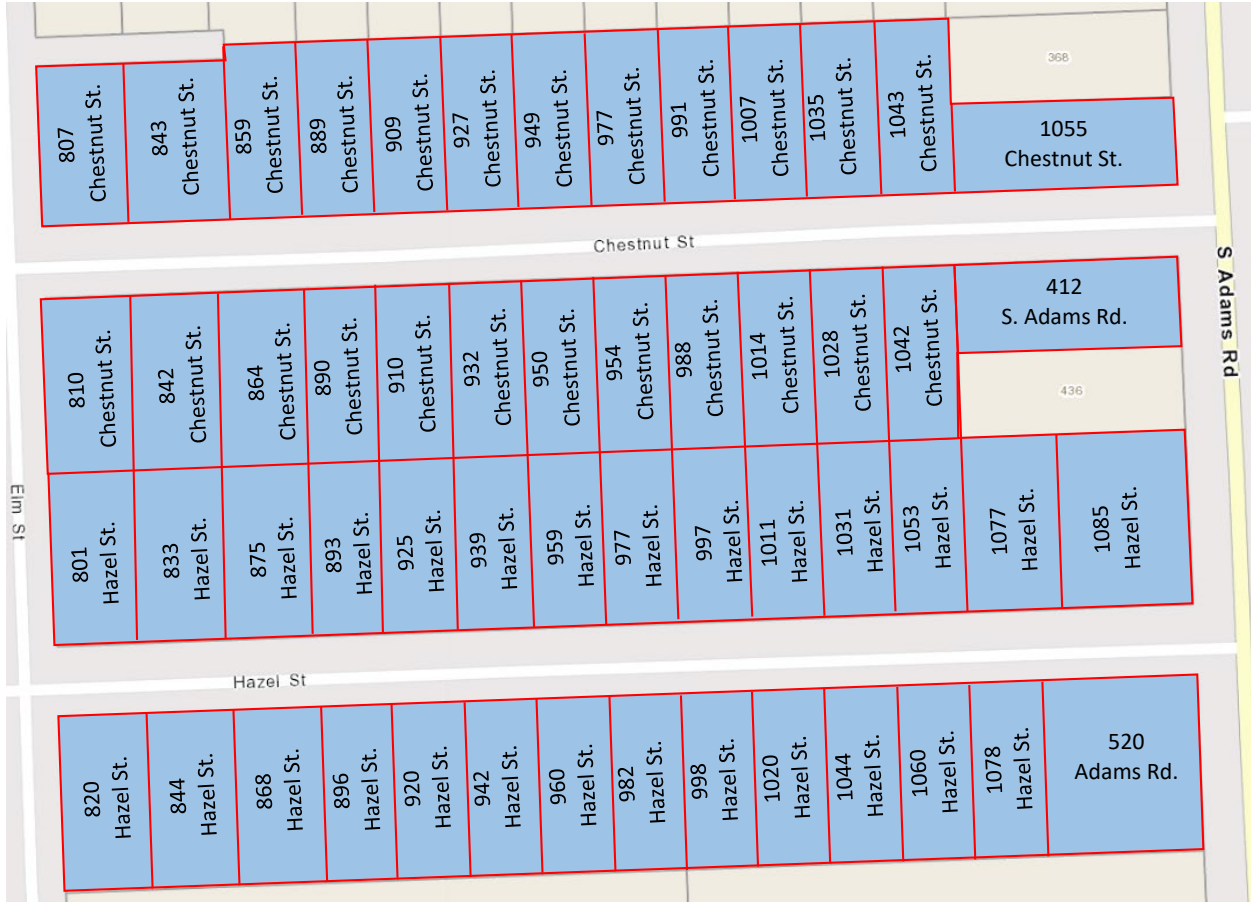 807
Chestnut St.
843
Chestnut St.
859
Chestnut St.
889
Chestnut St.
909
Chestnut St.
927
Chestnut St.
949
Chestnut St.
977
Chestnut St.
991
Chestnut St.
1007
Chestnut St.
1035
Chestnut St.
1043
Chestnut St.
368
1055
Chestnut St.
Chestnut St
S Adams Rd
810
Chestnut St.
842
Chestnut St.
864
Chestnut St.
890
Chestnut St.
910
Chestnut St.
932
Chestnut St.
950
Chestnut St.
954
Chestnut St.
988
Chestnut St.
1014
Chestnut St.
1028
Chestnut St.
1042
Chestnut St.
412
S. Adams Rd.
436
Elm St
801
Hazel St.
833
Hazel St.
875
Hazel St.
893
Hazel St.
925
Hazel St.
939
Hazel St.
959
Hazel St.
977
Hazel St.
997
Hazel St.
1011
Hazel St.
1031
Hazel St.
1053
Hazel St.
1077
Hazel St.
1085
Hazel St.
Hazel St
820
Hazel St.
844
Hazel St.
868
Hazel St.
896
Hazel St.
920
Hazel St.
942
Hazel St.
960
Hazel St.
982
Hazel St.
998
Hazel St.
1020
Hazel St.
1044
Hazel St.
1060
Hazel St.
1078
Hazel St.
520
Adams Rd.